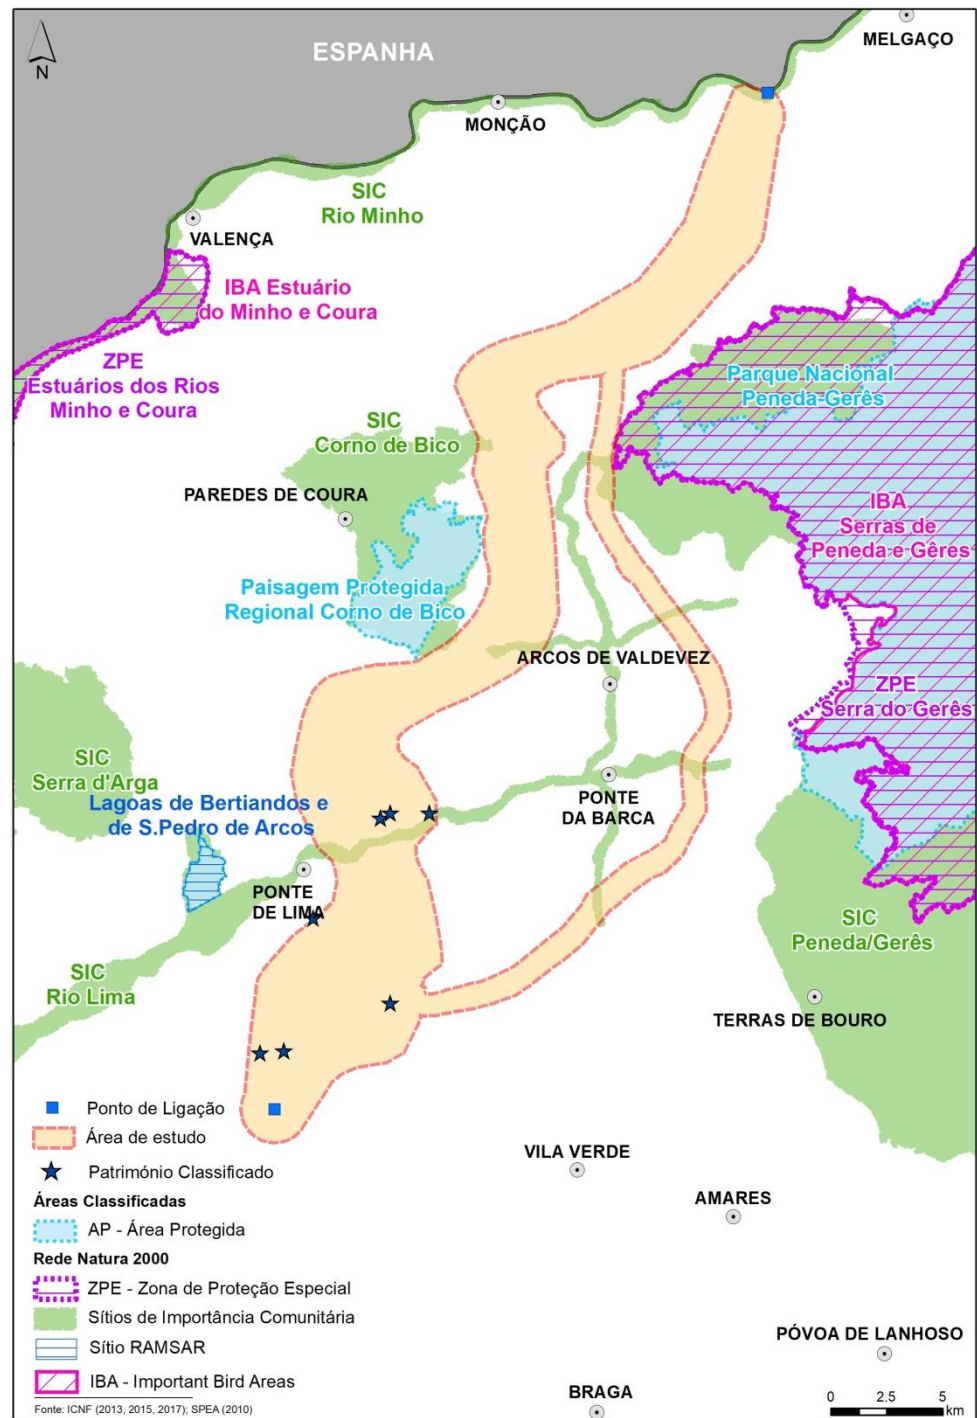 N
ESPANHA
MELGAÇO
MONÇÃO
SIC
Rio Minho
VALENÇA
IBA Estuário
do Minho e Coura
ZPE
Estuários dos Rios
Minho e Coura
Parque Nacional
Peneda-Gerês
SIC
Corno de Bico
PAREDES DE COURA
IBA
Serras de
Peneda e Gêres
Paisagem Protegida
Regional Corno de Bico
ARCOS DE VALDEVEZ
ZPE
Serra do Gerês
SIC
Serra d'Arga
Lagoas de Bertiandos e
de S.Pedro de Arcos
PONTE
DA BARCA
PONTE
DE LIMA
SIC
Peneda/Gerês
SIC
Rio Lima
TERRAS DE BOURO
Ponto de Ligação
Área de estudo
Património Classificado
Áreas Classificadas
AP - Área Protegida
Rede Natura 2000
ZPE - Zona de Proteção Especial
Sítios de Importância Comunitária
Sítio RAMSAR
IBA - Important Bird Areas
Fonte: ICNF (2013, 2015, 2017); SPEA (2010)
VILA VERDE
AMARES
PÓVOA DE LANHOSO
BRAGA
0 2.5 5
km